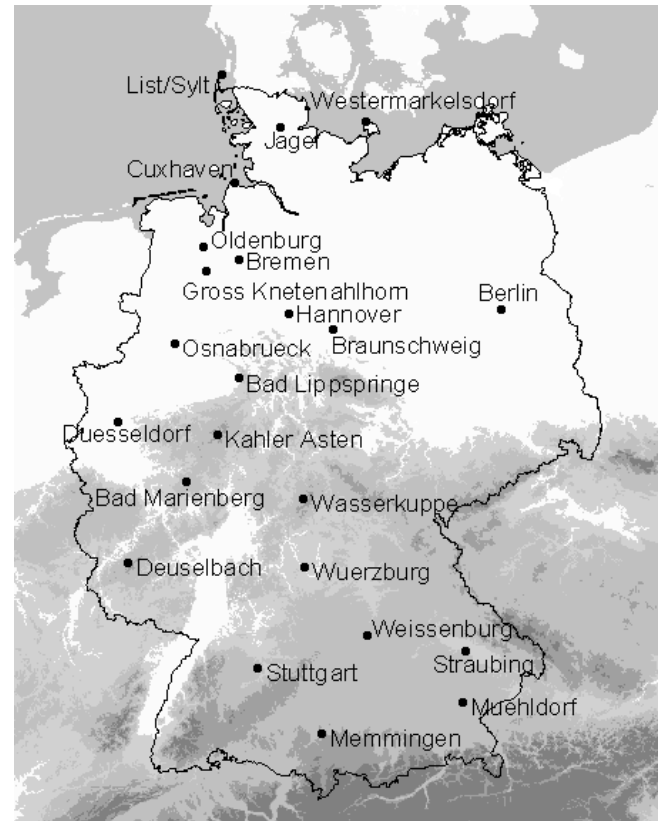 List/Sylt
Westermarkelsdorf
Jagel
Cuxhaven
Oldenburg
Bremen
Gross Knetenahlhorn
Berlin
Hannover
Osnabrueck
Braunschweig
Bad Lippspringe
Duesseldorf
Kahler Asten
Bad Marienberg
Wasserkuppe
Deuselbach
Wuerzburg
Weissenburg
Straubing
Stuttgart
Muehldorf
Memmingen